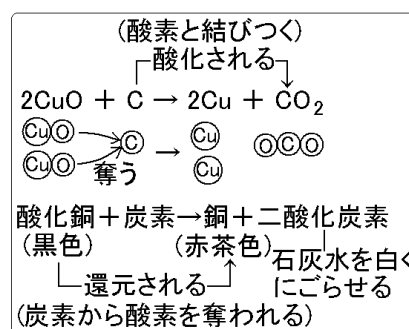 (酸素と結びつく)
酸化される
2CuO + C → 2Cu + CO₂
CuO C Cu OCO
CuO → Cu
奪う
酸化銅＋炭素→銅＋二酸化炭素
(黒色) (赤茶色) 石灰水を白く
還元される にごらせる
(炭素から酸素を奪われる)